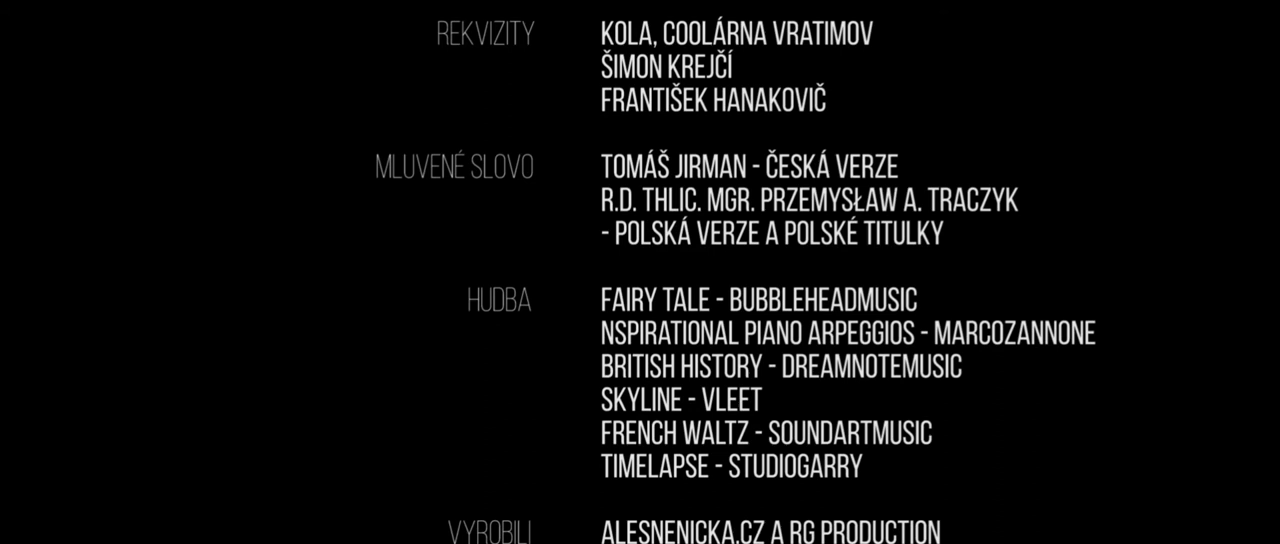 REKVIZITY KOLA, COOLÁRNA VRATIMOV
ŠIMON KREJČÍ
FRANTIŠEK HANAKOVIČ
MLUVENÉ SLOVO TOMÁŠ JIRMAN - ČESKÁ VERZE
R.D. THLIC. MGR. PRZEMYSŁAW A. TRACZYK
- POLSKÁ VERZE A POLSKÉ TITULKY
HUDBA FAIRY TALE - BUBBLEHEADMUSIC
NSPIRATIONAL PIANO ARPEGGIOS - MARCOZANNONE
BRITISH HISTORY - DREAMNOTEMUSIC
SKYLINE - VLEET
FRENCH WALTZ - SOUNDARTMUSIC
TIMELAPSE - STUDIOGARRY
VYROBILI ALESNENICKA.CZ A RG PRODUCTION